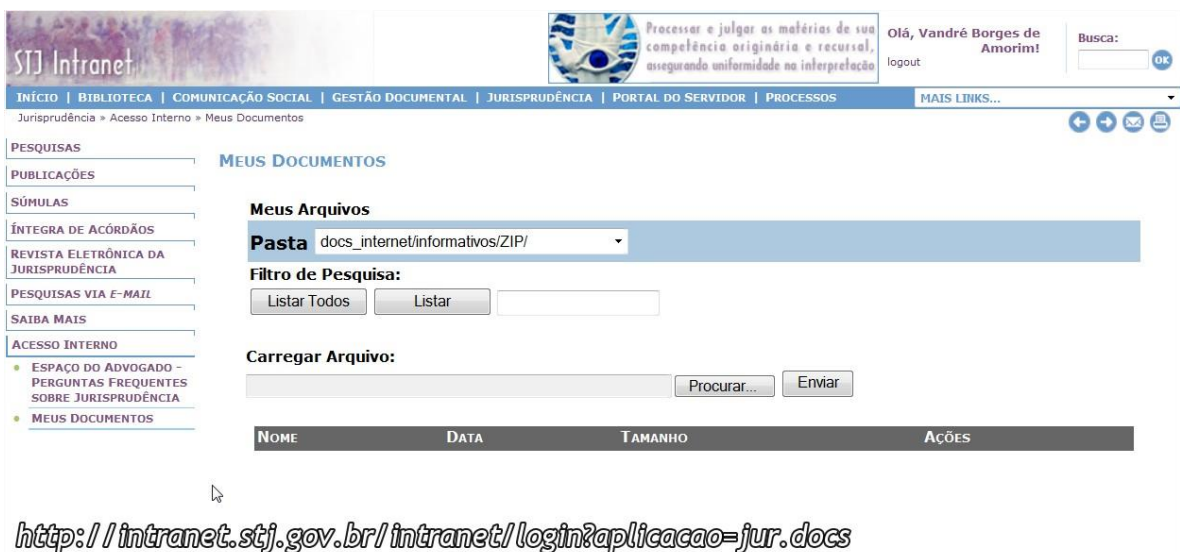 STJ Intranet
Processar e julgar as matérias de sua
competência originária e recursal,
assegurando uniformidade na interpretação
Olá, Vandré Borges de
Amorim!
logout
Busca:
OK
INÍCIO | BIBLIOTECA | COMUNICAÇÃO SOCIAL | GESTÃO DOCUMENTAL | JURISPRUDÊNCIA | PORTAL DO SERVIDOR | PROCESSOS
MAIS LINKS...
Jurisprudência » Acesso Interno » Meus Documentos
PESQUISAS
PUBLICAÇÕES
SÚMULAS
ÍNTEGRA DE ACÓRDÃOS
REVISTA ELETRÔNICA DA
JURISPRUDÊNCIA
PESQUISAS VIA E-MAIL
SAIBA MAIS
ACESSO INTERNO
ESPAÇO DO ADVOGADO -
PERGUNTAS FREQUENTES
SOBRE JURISPRUDÊNCIA
MEUS DOCUMENTOS
MEUS DOCUMENTOS
Meus Arquivos
Pasta docs_internet/informativos/ZIP/
Filtro de Pesquisa:
Listar Todos Listar
Carregar Arquivo:
Procurar... Enviar
NOME DATA TAMANHO AÇÕES
http://intranet.stj.gov.br/intranet/login?aplicacao=jur.docs